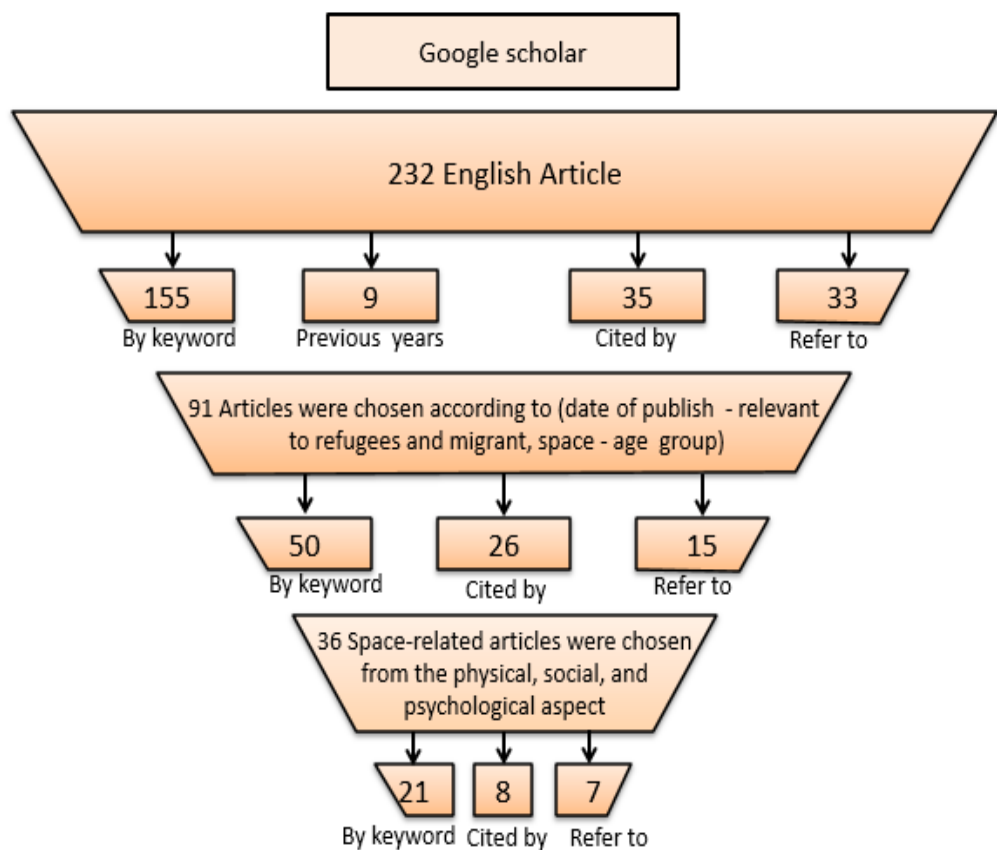 Google scholar
232 English Article
155
9
35
33
By keyword
Previous years
Cited by
Refer to
91 Articles were chosen according to (date of publish - relevant
to refugees and migrant, space - age group)
50
26
15
By keyword
Cited by
Refer to
36 Space-related articles were chosen
from the physical, social, and
psychological aspect
21
8
7
By keyword
Cited by
Refer to